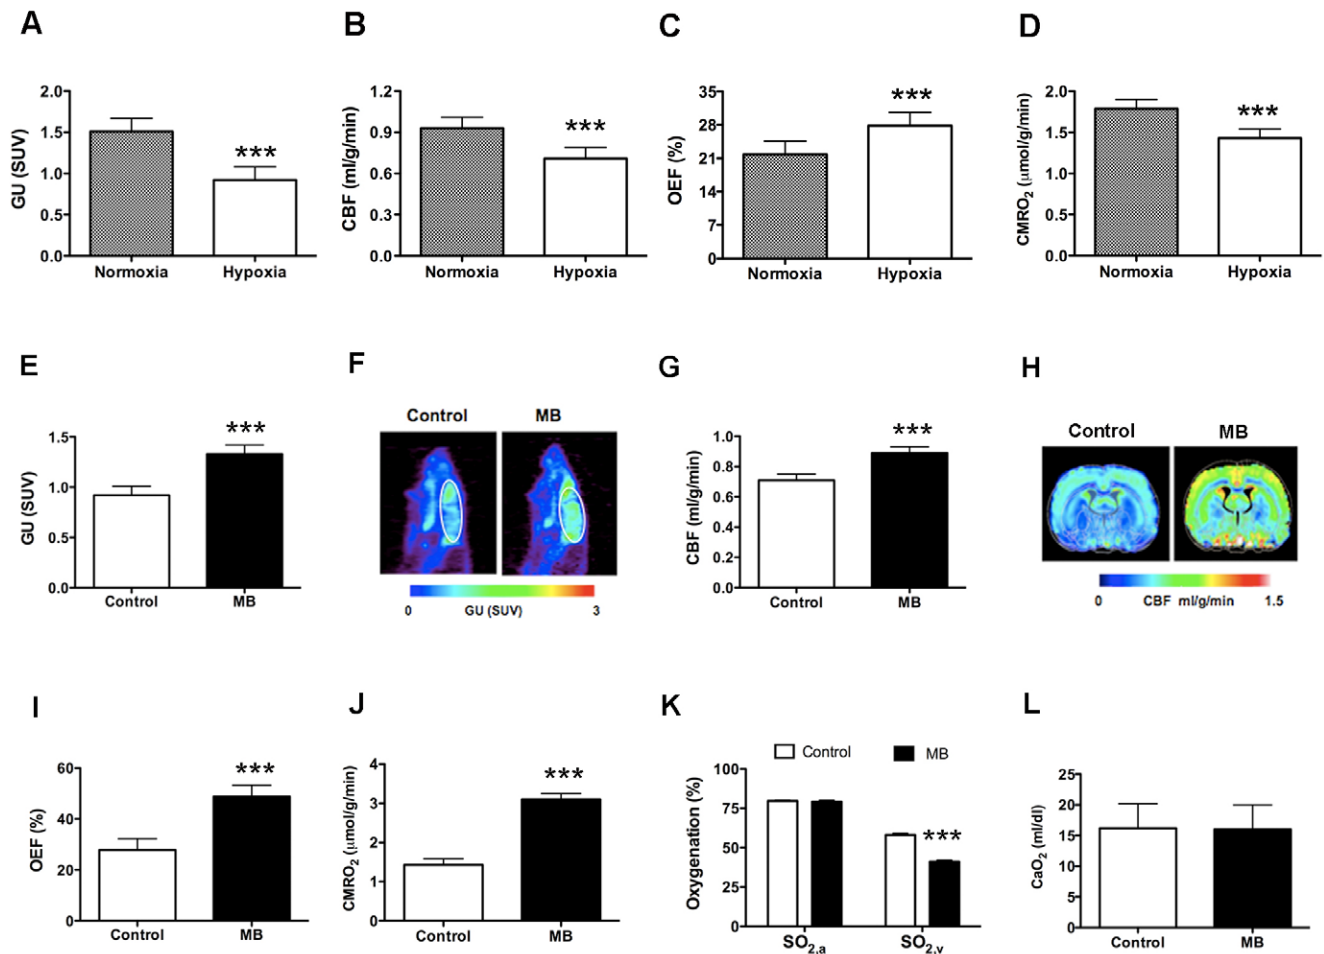 A
B
C
D
GU (SUV)
2.0
1.5
1.0
0.5
0.0
***
Normoxia
Hypoxia
CBF (ml/g/min)
1.2
0.9
0.6
0.3
0.0
***
Normoxia
Hypoxia
OEF (%)
35
28
21
14
7
0
***
Normoxia
Hypoxia
CMRO₂ (μmol/g/min)
2.0
1.5
1.0
0.5
0.0
***
Normoxia
Hypoxia
E
F
G
H
GU (SUV)
1.5
1.0
0.5
0.0
***
Control
MB
Control
MB
0
GU (SUV)
3
CBF (ml/g/min)
1.0
0.8
0.6
0.4
0.2
0.0
***
Control
MB
Control
MB
0
CBF ml/g/min
1.5
I
J
K
L
OEF (%)
60
40
20
0
***
Control
MB
CMRO₂ (μmol/g/min)
4
3
2
1
0
***
Control
MB
Control
MB
Oxygenation (%)
100
75
50
25
0
***
SO₂,a
SO₂,v
CaO₂ (ml/dl)
25
20
15
10
5
0
Control
MB